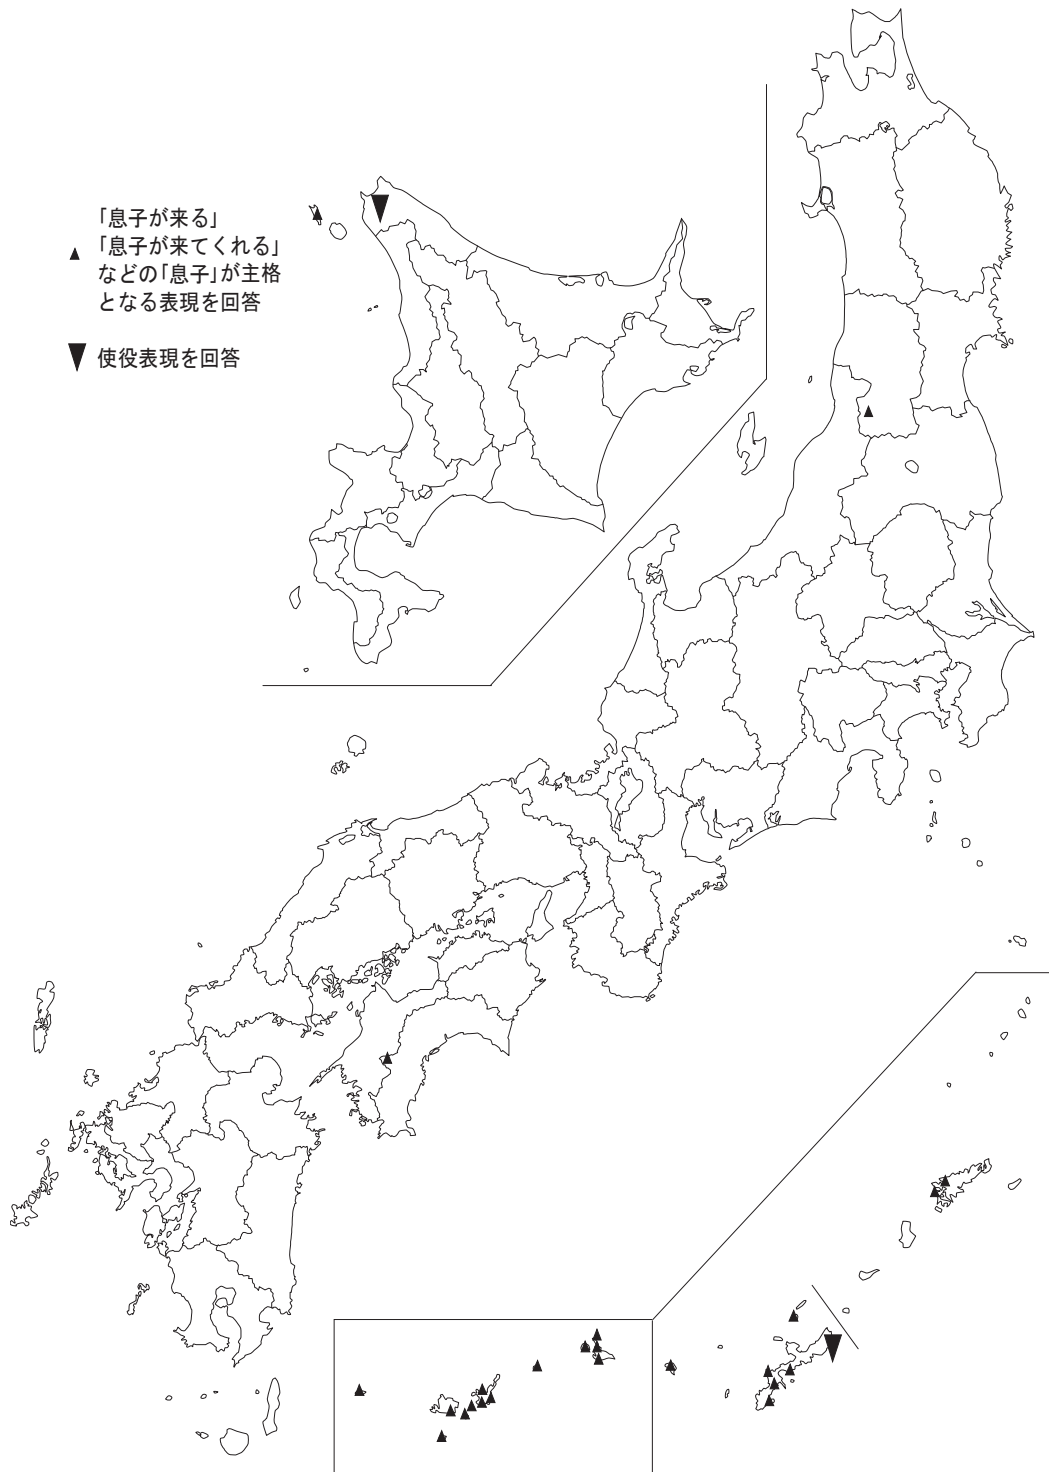 「息子が来る」
「息子が来てくれる」
などの「息子」が主格
となる表現を回答
使役表現を回答